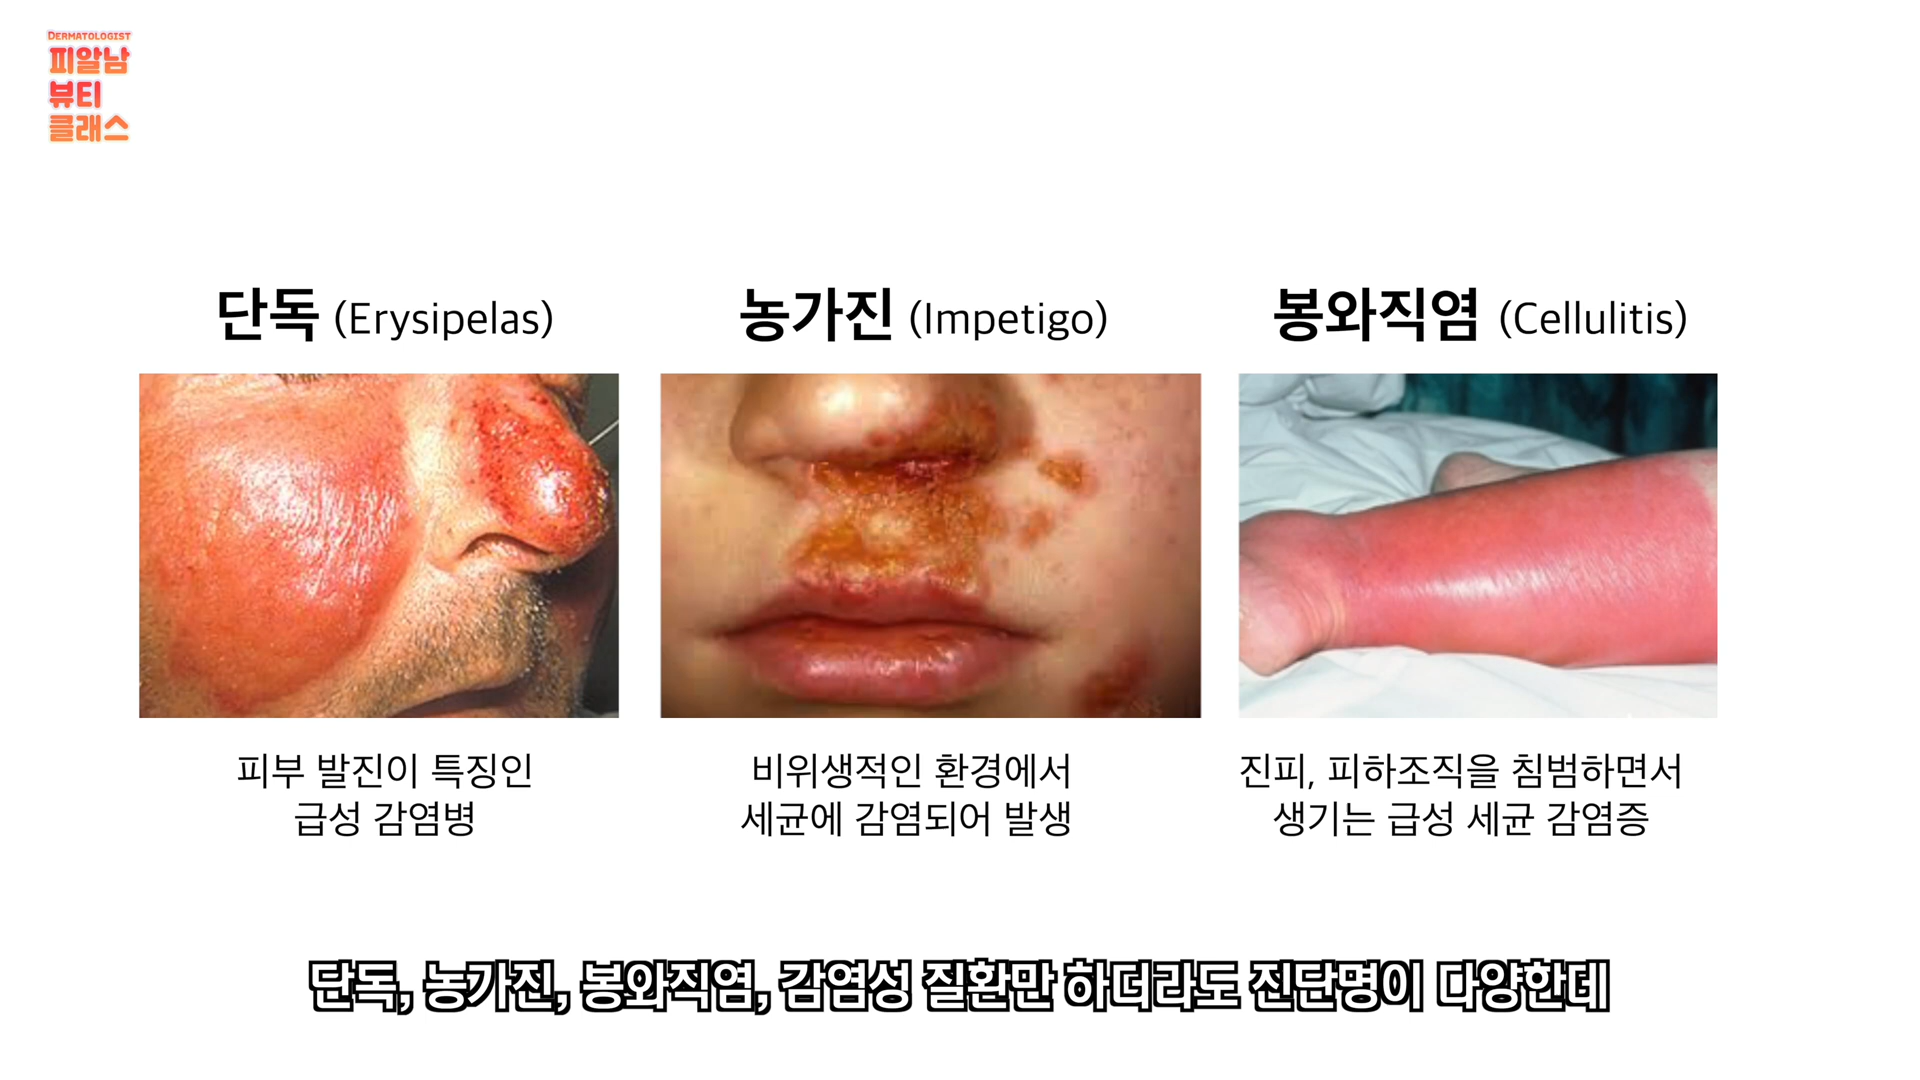 DERMATOLOGIST
피알남
뷰티
클래스
단독 (Erysipelas)
농가진 (Impetigo)
봉와직염 (Cellulitis)
피부 발진이 특징인
급성 감염병
비위생적인 환경에서
세균에 감염되어 발생
진피, 피하조직을 침범하면서
생기는 급성 세균 감염증
단독, 농가진, 봉와직염, 감염성 질환만 하더라도 진단명이 다양한데